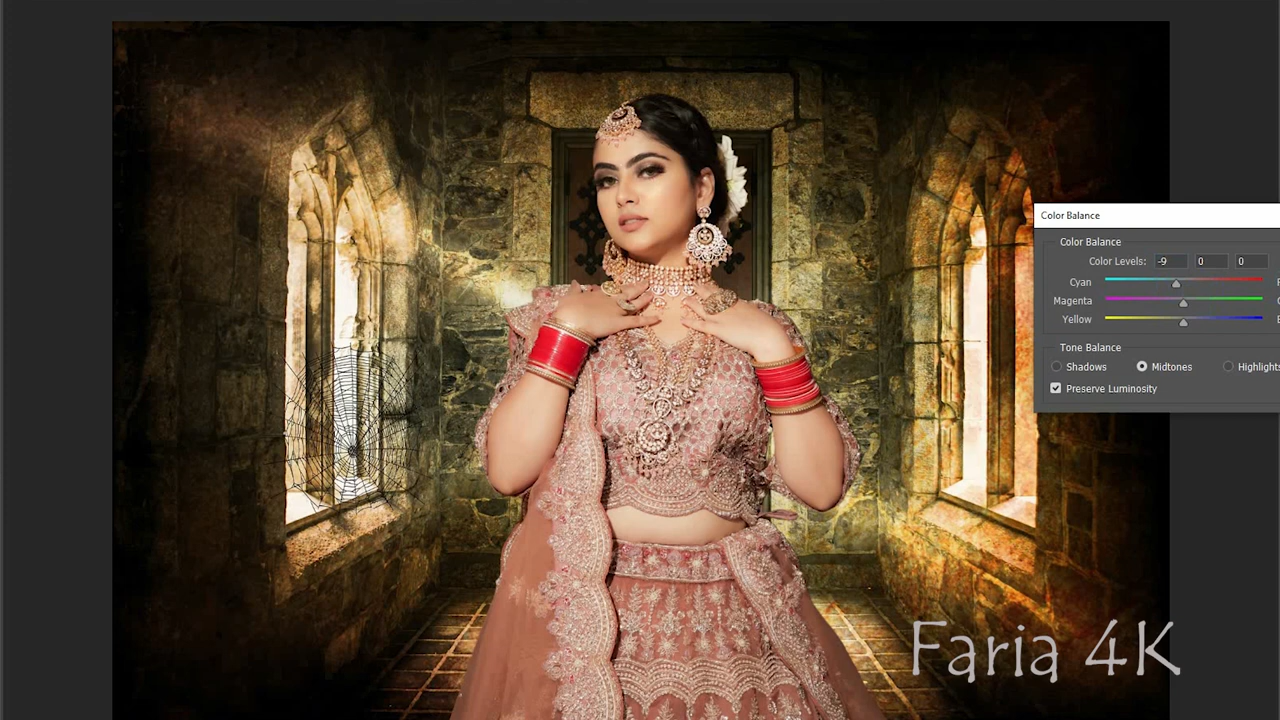 Color Balance
Color Balance
Color Levels: -9 0 0
Cyan
Magenta
Yellow
Tone Balance
Shadows Midtones Highlights
Preserve Luminosity
Faria 4K